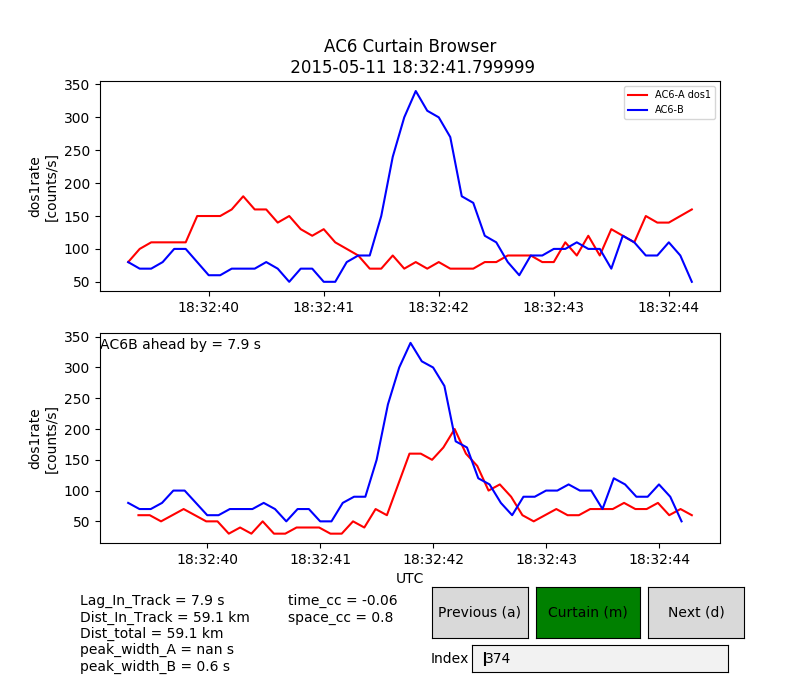 AC6 Curtain Browser
2015-05-11 18:32:41.799999
350
300
250
200
150
100
50
dos1rate
[counts/s]
AC6-A dos1
AC6-B
18:32:40 18:32:41 18:32:42 18:32:43 18:32:44
AC6B ahead by = 7.9 s
350
300
250
200
150
100
50
dos1rate
[counts/s]
18:32:40 18:32:41 18:32:42 18:32:43 18:32:44
UTC
Lag_In_Track = 7.9 s
Dist_In_Track = 59.1 km
Dist_total = 59.1 km
peak_width_A = nan s
peak_width_B = 0.6 s
time_cc = -0.06
space_cc = 0.8
Previous (a)
Curtain (m)
Next (d)
Index 374